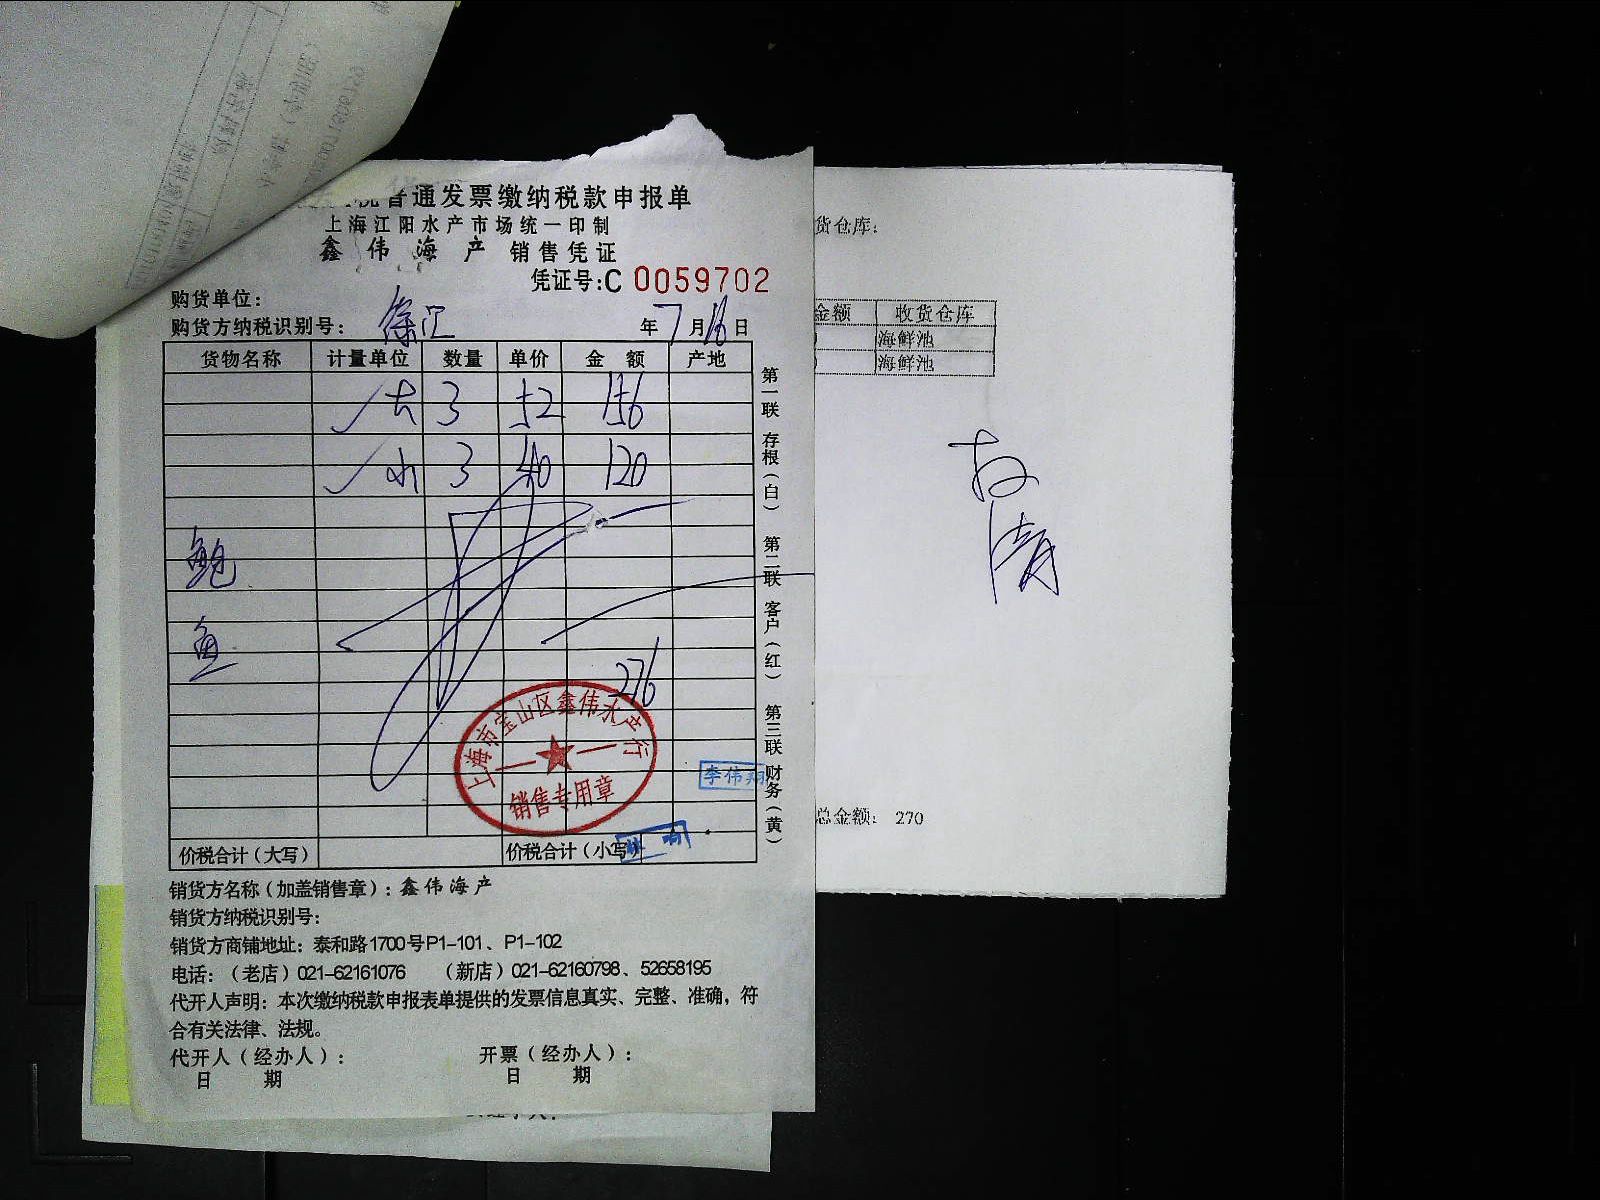 普通发票缴纳税款申报单
上海江阳水产市场统一印制
鑫伟海产 销售凭证
凭证号:C 0059702
购货单位:
购货方纳税识别号: 徐汇 年7月16日
货物名称 计量单位 数量 单价 金额 产地
大 3 52 156
小 3 40 120
鲍
鱼
276
上海市宝山区鑫伟水产行
销售专用章
李伟翔
价税合计(大写) 价税合计(小写)
第一联 存根(白) 第二联 客户(红) 第三联 财务(黄)
销货方名称(加盖销售章): 鑫伟海产
销货方纳税识别号:
销货方商铺地址: 泰和路1700号P1-101、P1-102
电话: (老店)021-62161076 (新店)021-62160798、52658195
代开人声明: 本次缴纳税款申报表单提供的发票信息真实、完整、准确, 符
合有关法律、法规。
代开人(经办人): 开票(经办人):
日 期 日 期
货仓库:
金额 收货仓库
海鲜池
海鲜池
总金额: 270